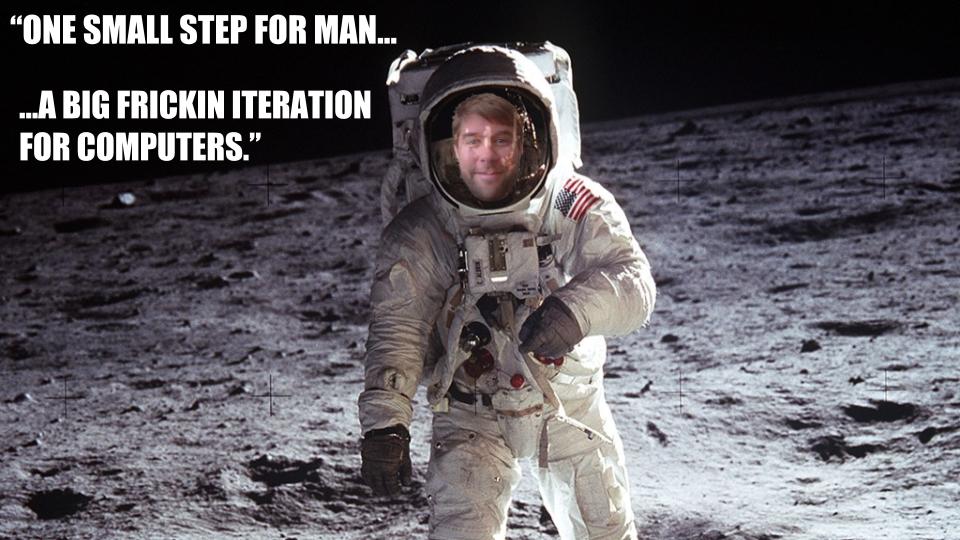 “ONE SMALL STEP FOR MAN...
...A BIG FRICKIN ITERATION
FOR COMPUTERS.”